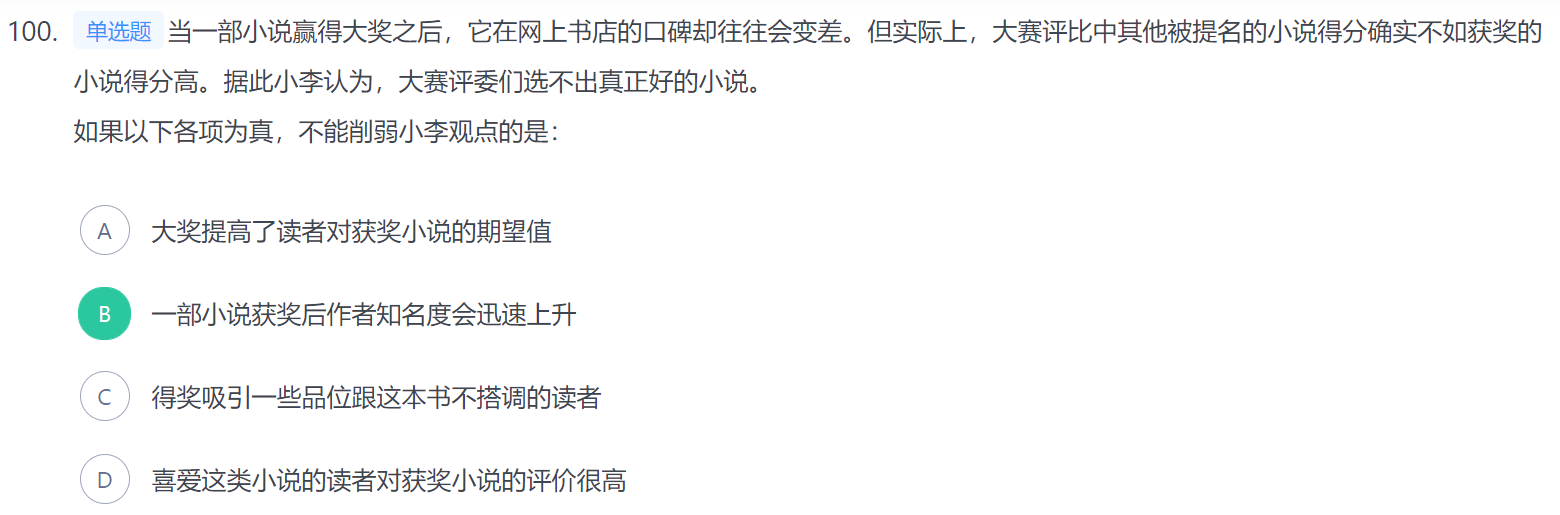 100. 单选题 当一部小说赢得大奖之后，它在网上书店的口碑却往往会变差。但实际上，大赛评比中其他被提名的小说得分确实不如获奖的
小说得分高。据此小李认为，大赛评委们选不出真正好的小说。
如果以下各项为真，不能削弱小李观点的是：
A 大奖提高了读者对获奖小说的期望值
B 一部小说获奖后作者知名度会迅速上升
C 得奖吸引一些品位跟这本书不搭调的读者
D 喜爱这类小说的读者对获奖小说的评价很高